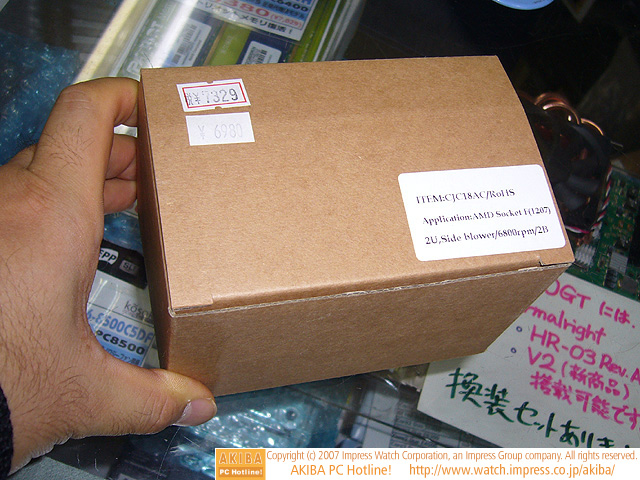 ¥7329
¥ 6980
ITEM:CJC18AC/RoHS
Application:AMD Socket F(1207)
2U,Side blower/6800rpm/2B
PC8500
OGT には、
rmalright
・HR-03 Rev.A
・V2（新商品）
搭載可能です
換装セットあり
AKIBA
PC Hotline!
Copyright (c) 2007 Impress Watch Corporation, an Impress Group company. All rights reserved.
AKIBA PC Hotline! http://www.watch.impress.co.jp/akiba/